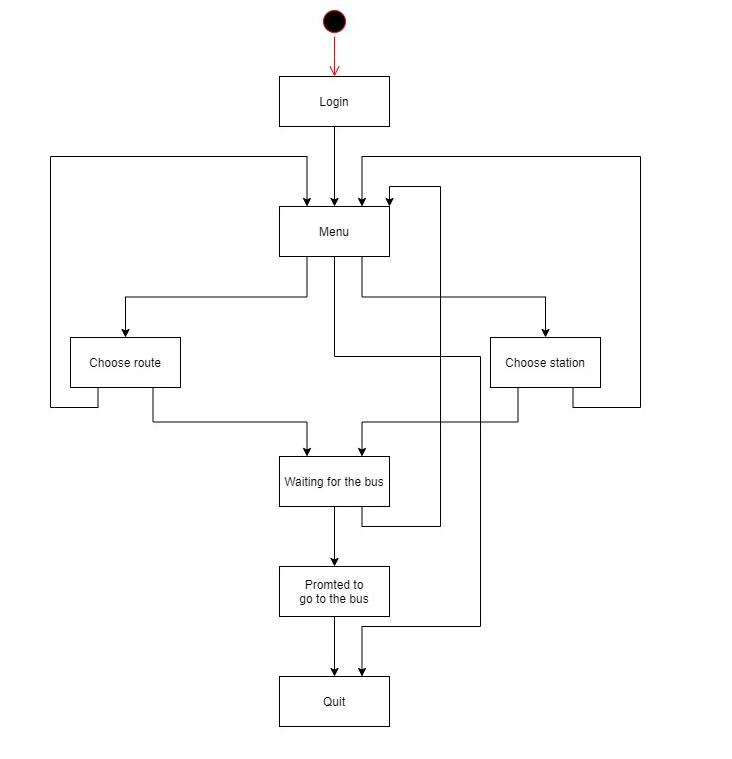 Login
Menu
Choose route
Choose station
Waiting for the bus
Promted to
go to the bus
Quit